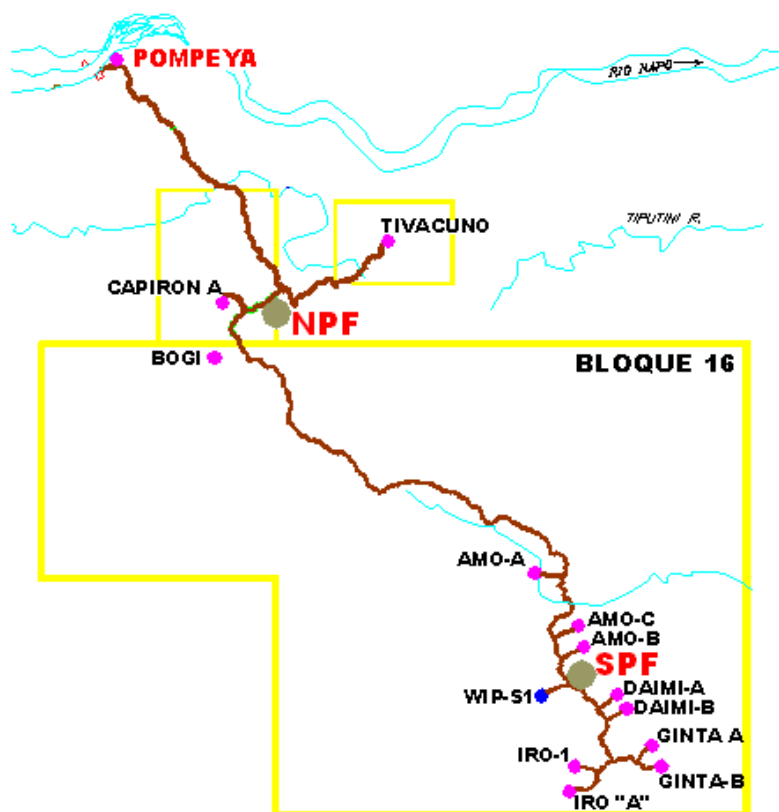 POMPEYA
RIO NAPO
TIVACUNO
TIPUTINI R.
CAPIRON A
NPF
BOGI
BLOQUE 16
AMO-A
AMO-C
AMO-B
SPF
WIP-S1
DAIMI-A
DAIMI-B
GINTA A
IRO-1
GINTA-B
IRO "A"